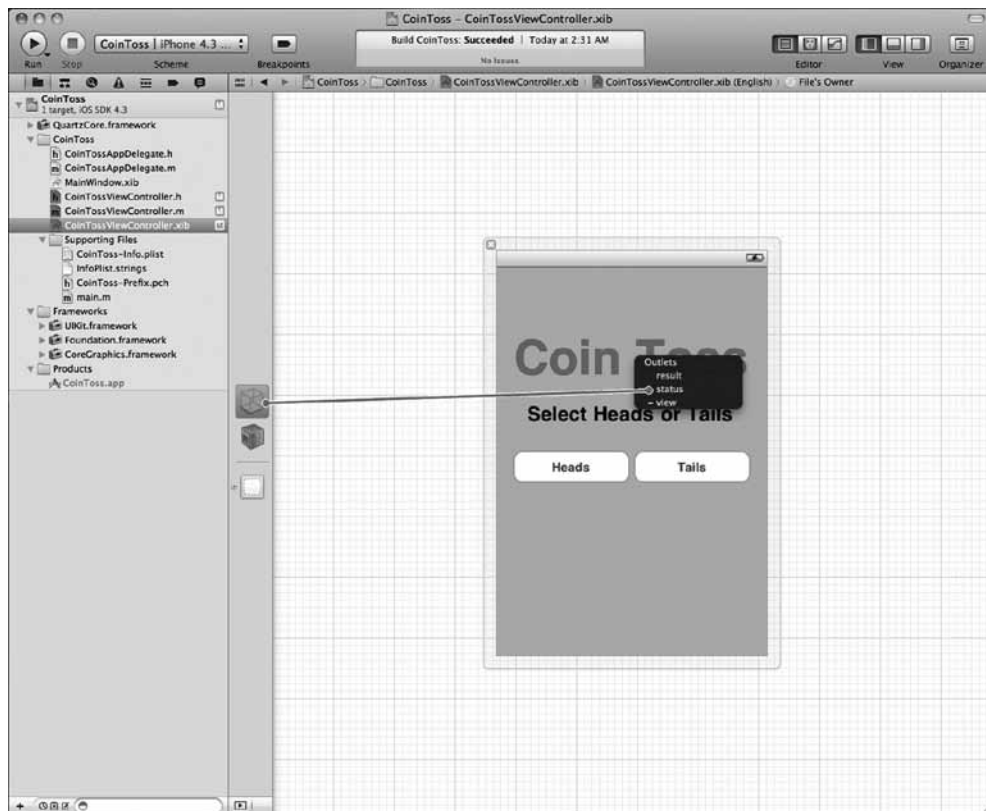 CoinToss – CoinTossViewController.xib
Run
Stop
CoinToss | iPhone 4.3 ...
Scheme
Breakpoints
Build CoinToss: Succeeded | Today at 2:31 AM
No Issues
Editor
View
Organizer
CoinToss
CoinToss
CoinTossViewController.xib
CoinTossViewController.xib (English)
File's Owner
CoinToss
1 target, iOS SDK 4.3
QuartzCore.framework
CoinToss
CoinTossAppDelegate.h
CoinTossAppDelegate.m
MainWindow.xib
CoinTossViewController.h
CoinTossViewController.m
CoinTossViewController.xib
Supporting Files
CoinToss-Info.plist
InfoPlist.strings
CoinToss-Prefix.pch
main.m
Frameworks
UIKit.framework
Foundation.framework
CoreGraphics.framework
Products
CoinToss.app
Coin Toss
Outlets
result
status
view
Select Heads or Tails
Heads
Tails